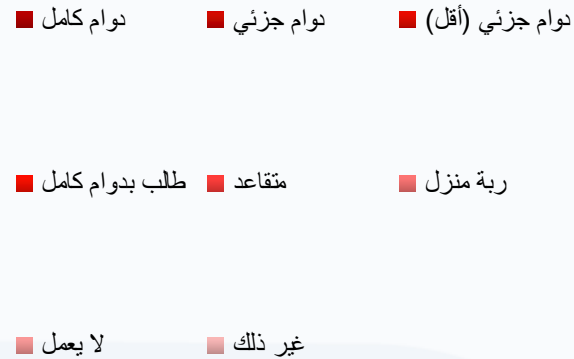 دوام كامل دوام جزئي دوام جزئي (أقل)
طالب بدوام كامل متقاعد ربة منزل
لا يعمل غير ذلك